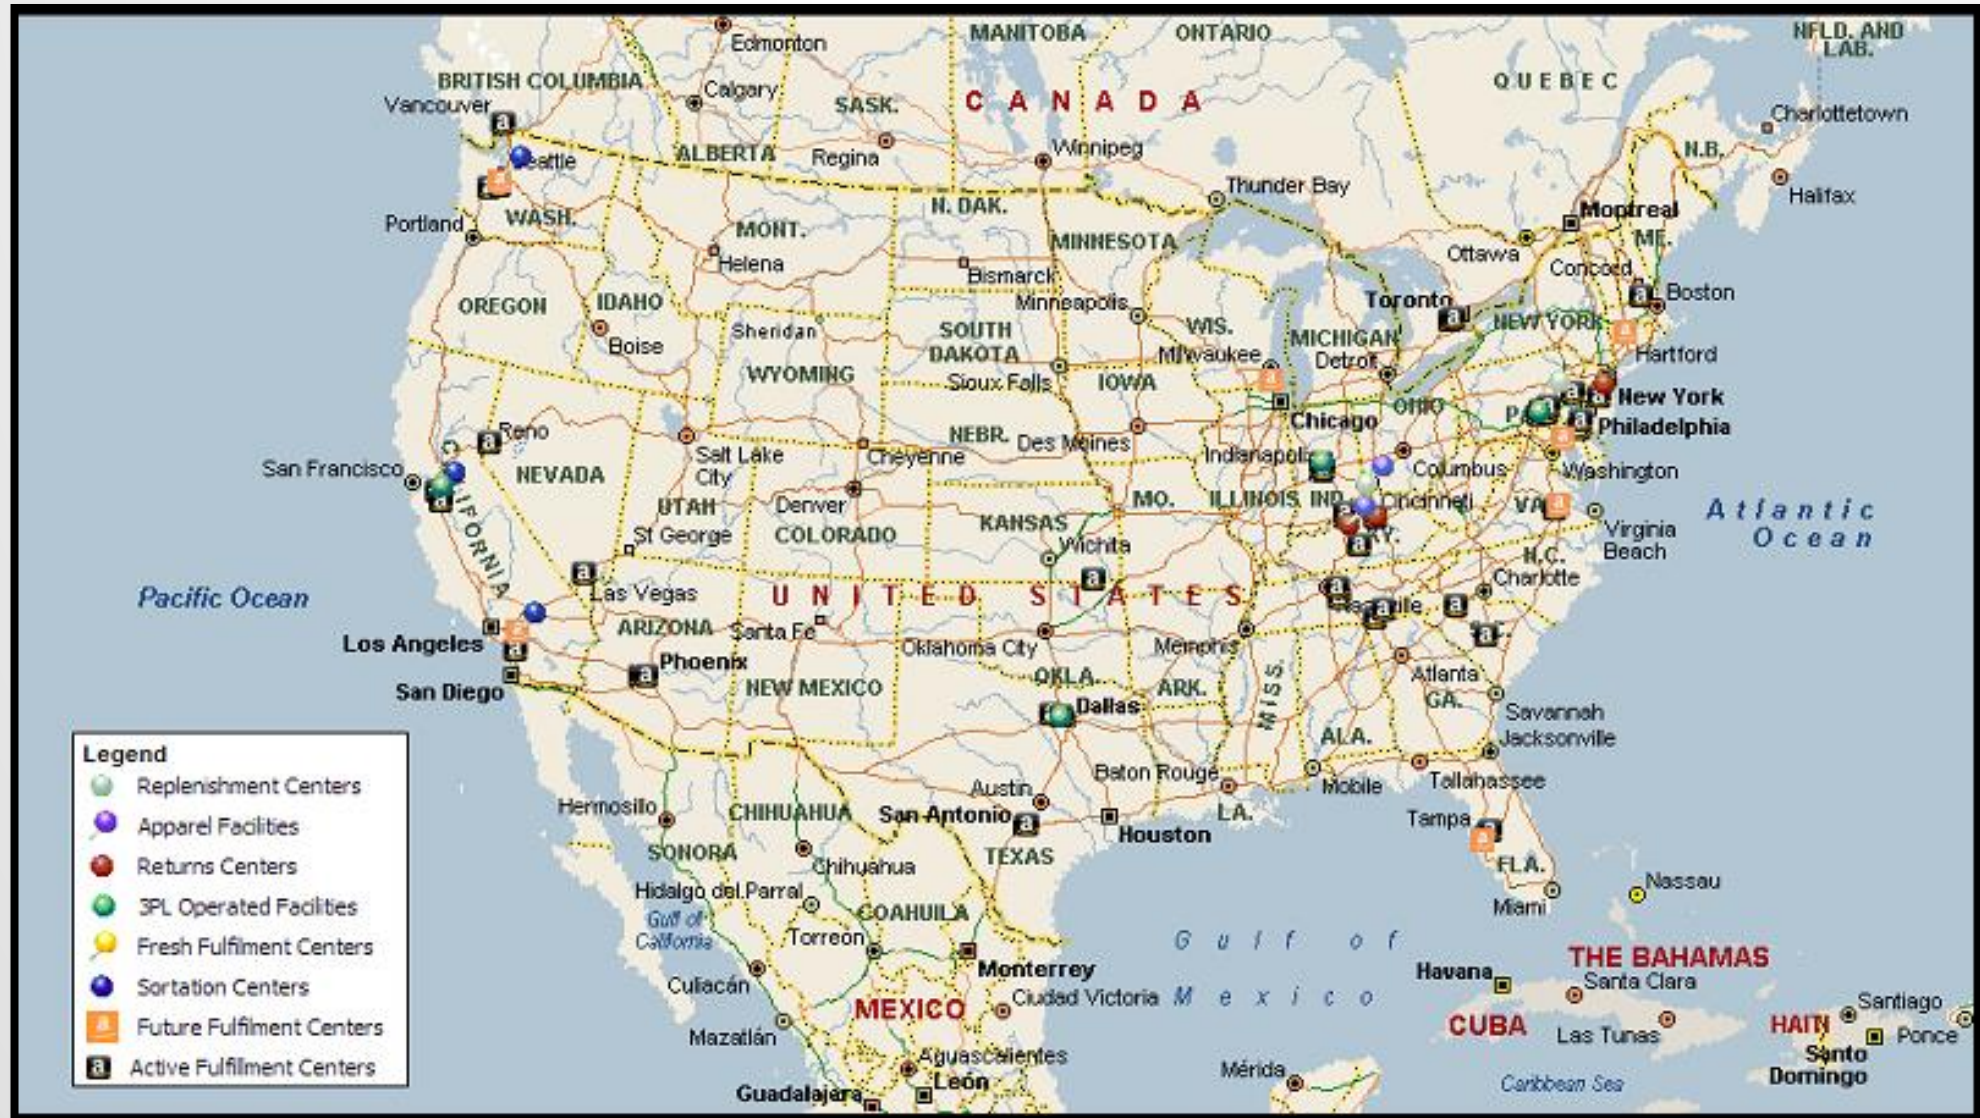 Edmonton
MANITOBA
ONTARIO
NFLD. AND
LAB.
BRITISH COLUMBIA
Calgary
SASK.
CANADA
QUEBEC
Vancouver
Charlottetown
ALBERTA
Regina
Winnipeg
N.B.
Seattle
Thunder Bay
Halifax
Portland
WASH.
MONT.
N. DAK.
MINNESOTA
Montreal
ME.
Ottawa
Helena
Bismarck
Concord
OREGON
IDAHO
Minneapolis
Toronto
Boston
Boise
Sheridan
SOUTH
DAKOTA
WIS.
MICHIGAN
NEW YORK
Milwaukee
Detroit
Hartford
WYOMING
Sioux Falls
IOWA
OHIO
New York
Chicago
PA.
Philadelphia
Reno
Salt Lake
City
Cheyenne
NEBR.
Des Moines
Indianapolis
Columbus
Washington
San Francisco
NEVADA
UTAH
Denver
MO.
ILLINOIS
IND.
Cincinnati
VA.
Atlantic
Ocean
Virginia
Beach
CALIFORNIA
St George
COLORADO
KANSAS
Wichita
KY.
N.C.
Charlotte
Pacific Ocean
Las Vegas
UNITED STATES
Nashville
Los Angeles
ARIZONA
Santa Fe
Oklahoma City
Memphis
S.C.
Phoenix
San Diego
NEW MEXICO
OKLA.
ARK.
MISS.
Atlanta
GA.
Dallas
ALA.
Savannah
Jacksonville
Legend
Replenishment Centers
Apparel Facilities
Returns Centers
3PL Operated Facilities
Fresh Fulfilment Centers
Sortation Centers
Future Fulfilment Centers
Active Fulfillment Centers
Austin
Baton Rouge
Mobile
Tallahassee
Hermosillo
CHIHUAHUA
San Antonio
Houston
LA.
Tampa
SONORA
Chihuahua
TEXAS
FLA.
Hidalgo del Parral
COAHUILA
Miami
Nassau
Gulf of
California
Torreón
Gulf of
Mexico
Monterrey
THE BAHAMAS
Culiacán
Havana
Santa Clara
MEXICO
Ciudad Victoria
CUBA
Las Tunas
HAITI
Santiago
Ponce
Mazatlán
Aguascalientes
Santo
Domingo
León
Mérida
Caribbean Sea
Guadalajara